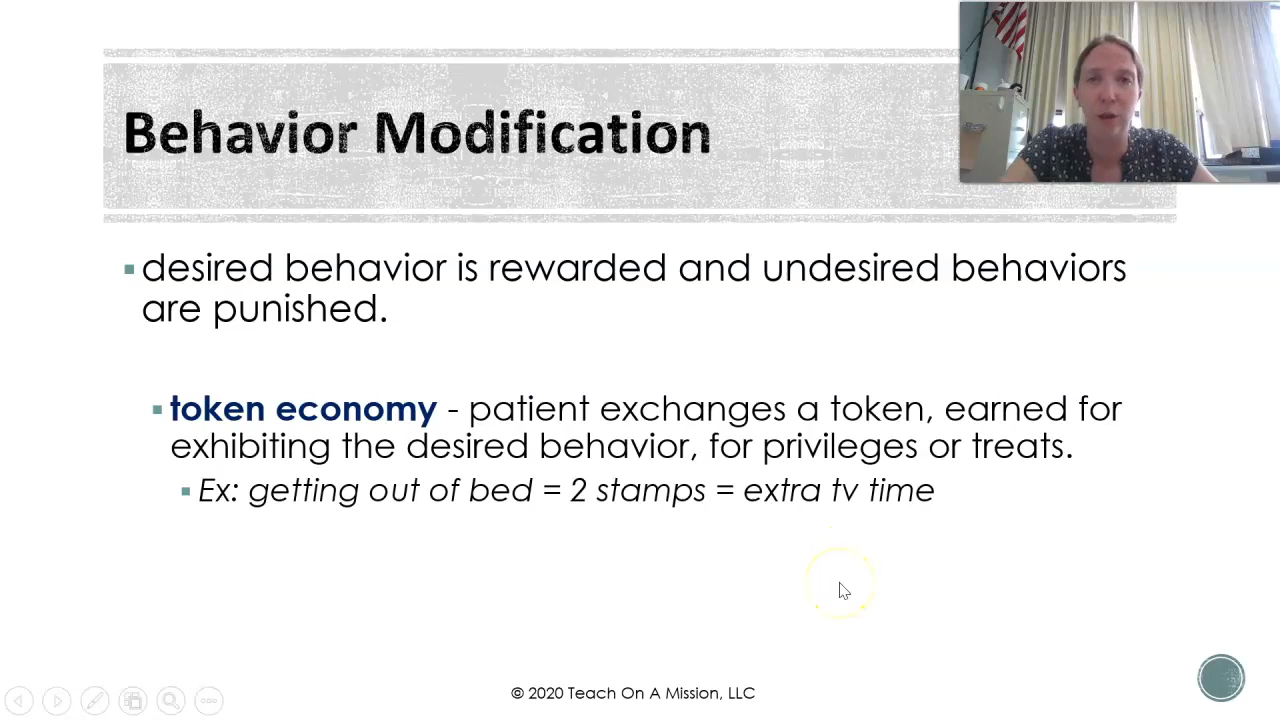 Behavior Modification
▪ desired behavior is rewarded and undesired behaviors
are punished.
▪ token economy - patient exchanges a token, earned for
exhibiting the desired behavior, for privileges or treats.
▪ Ex: getting out of bed = 2 stamps = extra tv time
© 2020 Teach On A Mission, LLC